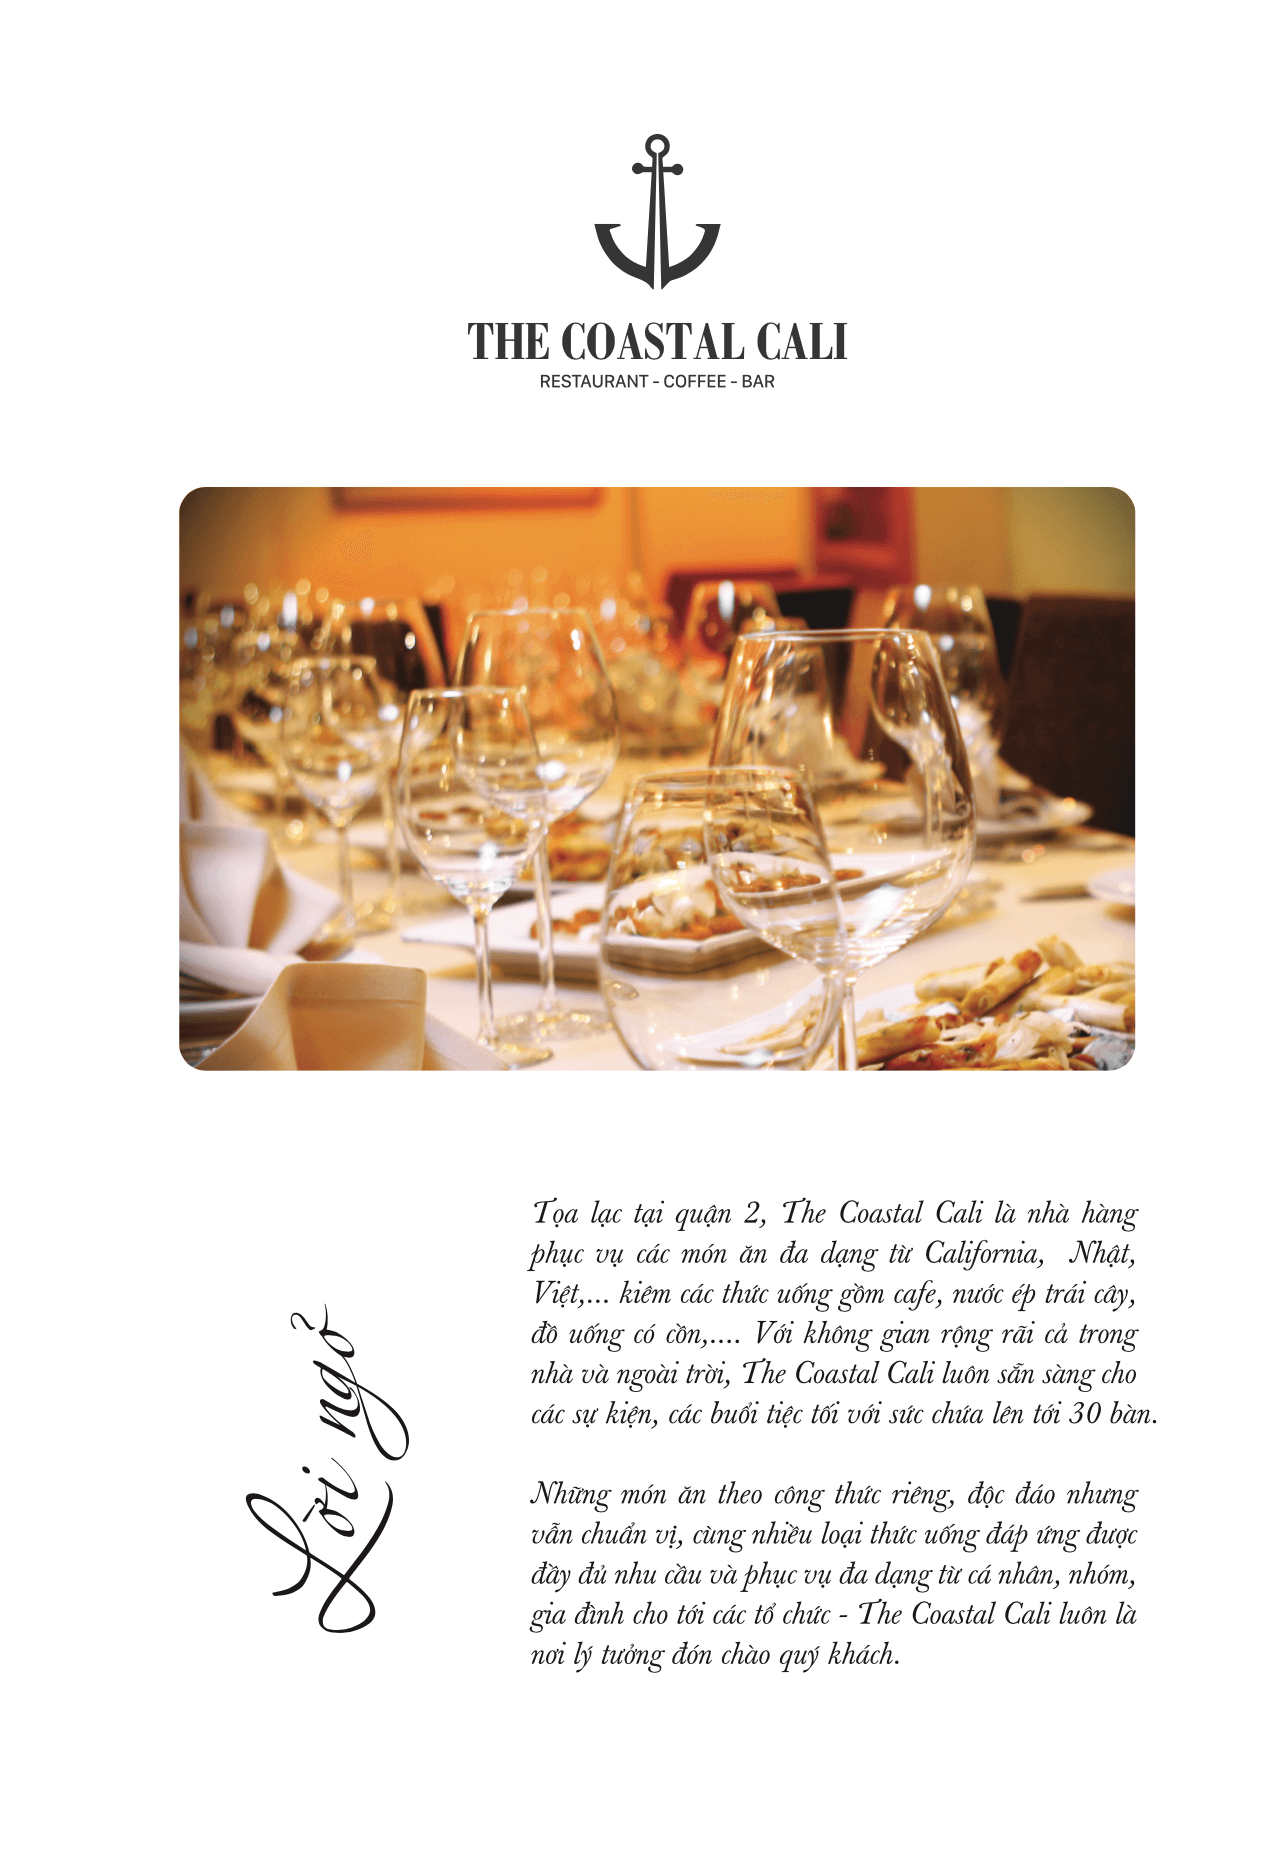 THE COASTAL CALI
RESTAURANT - COFFEE - BAR
Lời ngỏ
Tọa lạc tại quận 2, The Coastal Cali là nhà hàng
phục vụ các món ăn đa dạng từ California, Nhật,
Việt,... kiêm các thức uống gồm cafe, nước ép trái cây,
đồ uống có cồn,.... Với không gian rộng rãi cả trong
nhà và ngoài trời, The Coastal Cali luôn sẵn sàng cho
các sự kiện, các buổi tiệc tối với sức chứa lên tới 30 bàn.
Những món ăn theo công thức riêng, độc đáo nhưng
vẫn chuẩn vị, cùng nhiều loại thức uống đáp ứng được
đầy đủ nhu cầu và phục vụ đa dạng từ cá nhân, nhóm,
gia đình cho tới các tổ chức - The Coastal Cali luôn là
nơi lý tưởng đón chào quý khách.